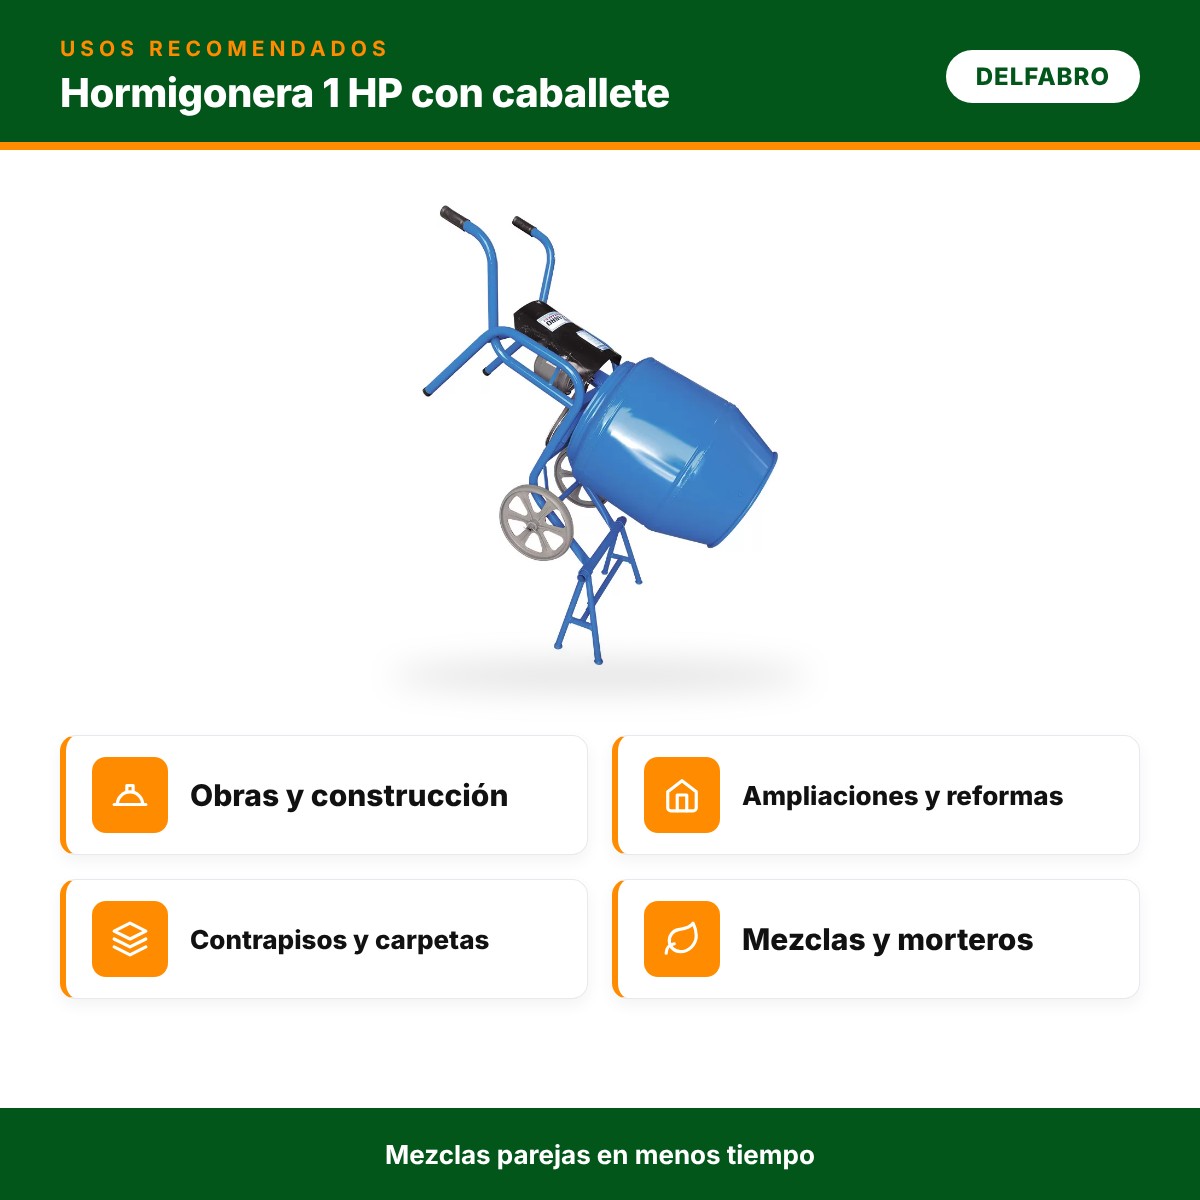 USOS RECOMENDADOS
Hormigonera 1 HP con caballete
DELFABRO
Obras y construcción
Ampliaciones y reformas
Contrapisos y carpetas
Mezclas y morteros
Mezclas parejas en menos tiempo